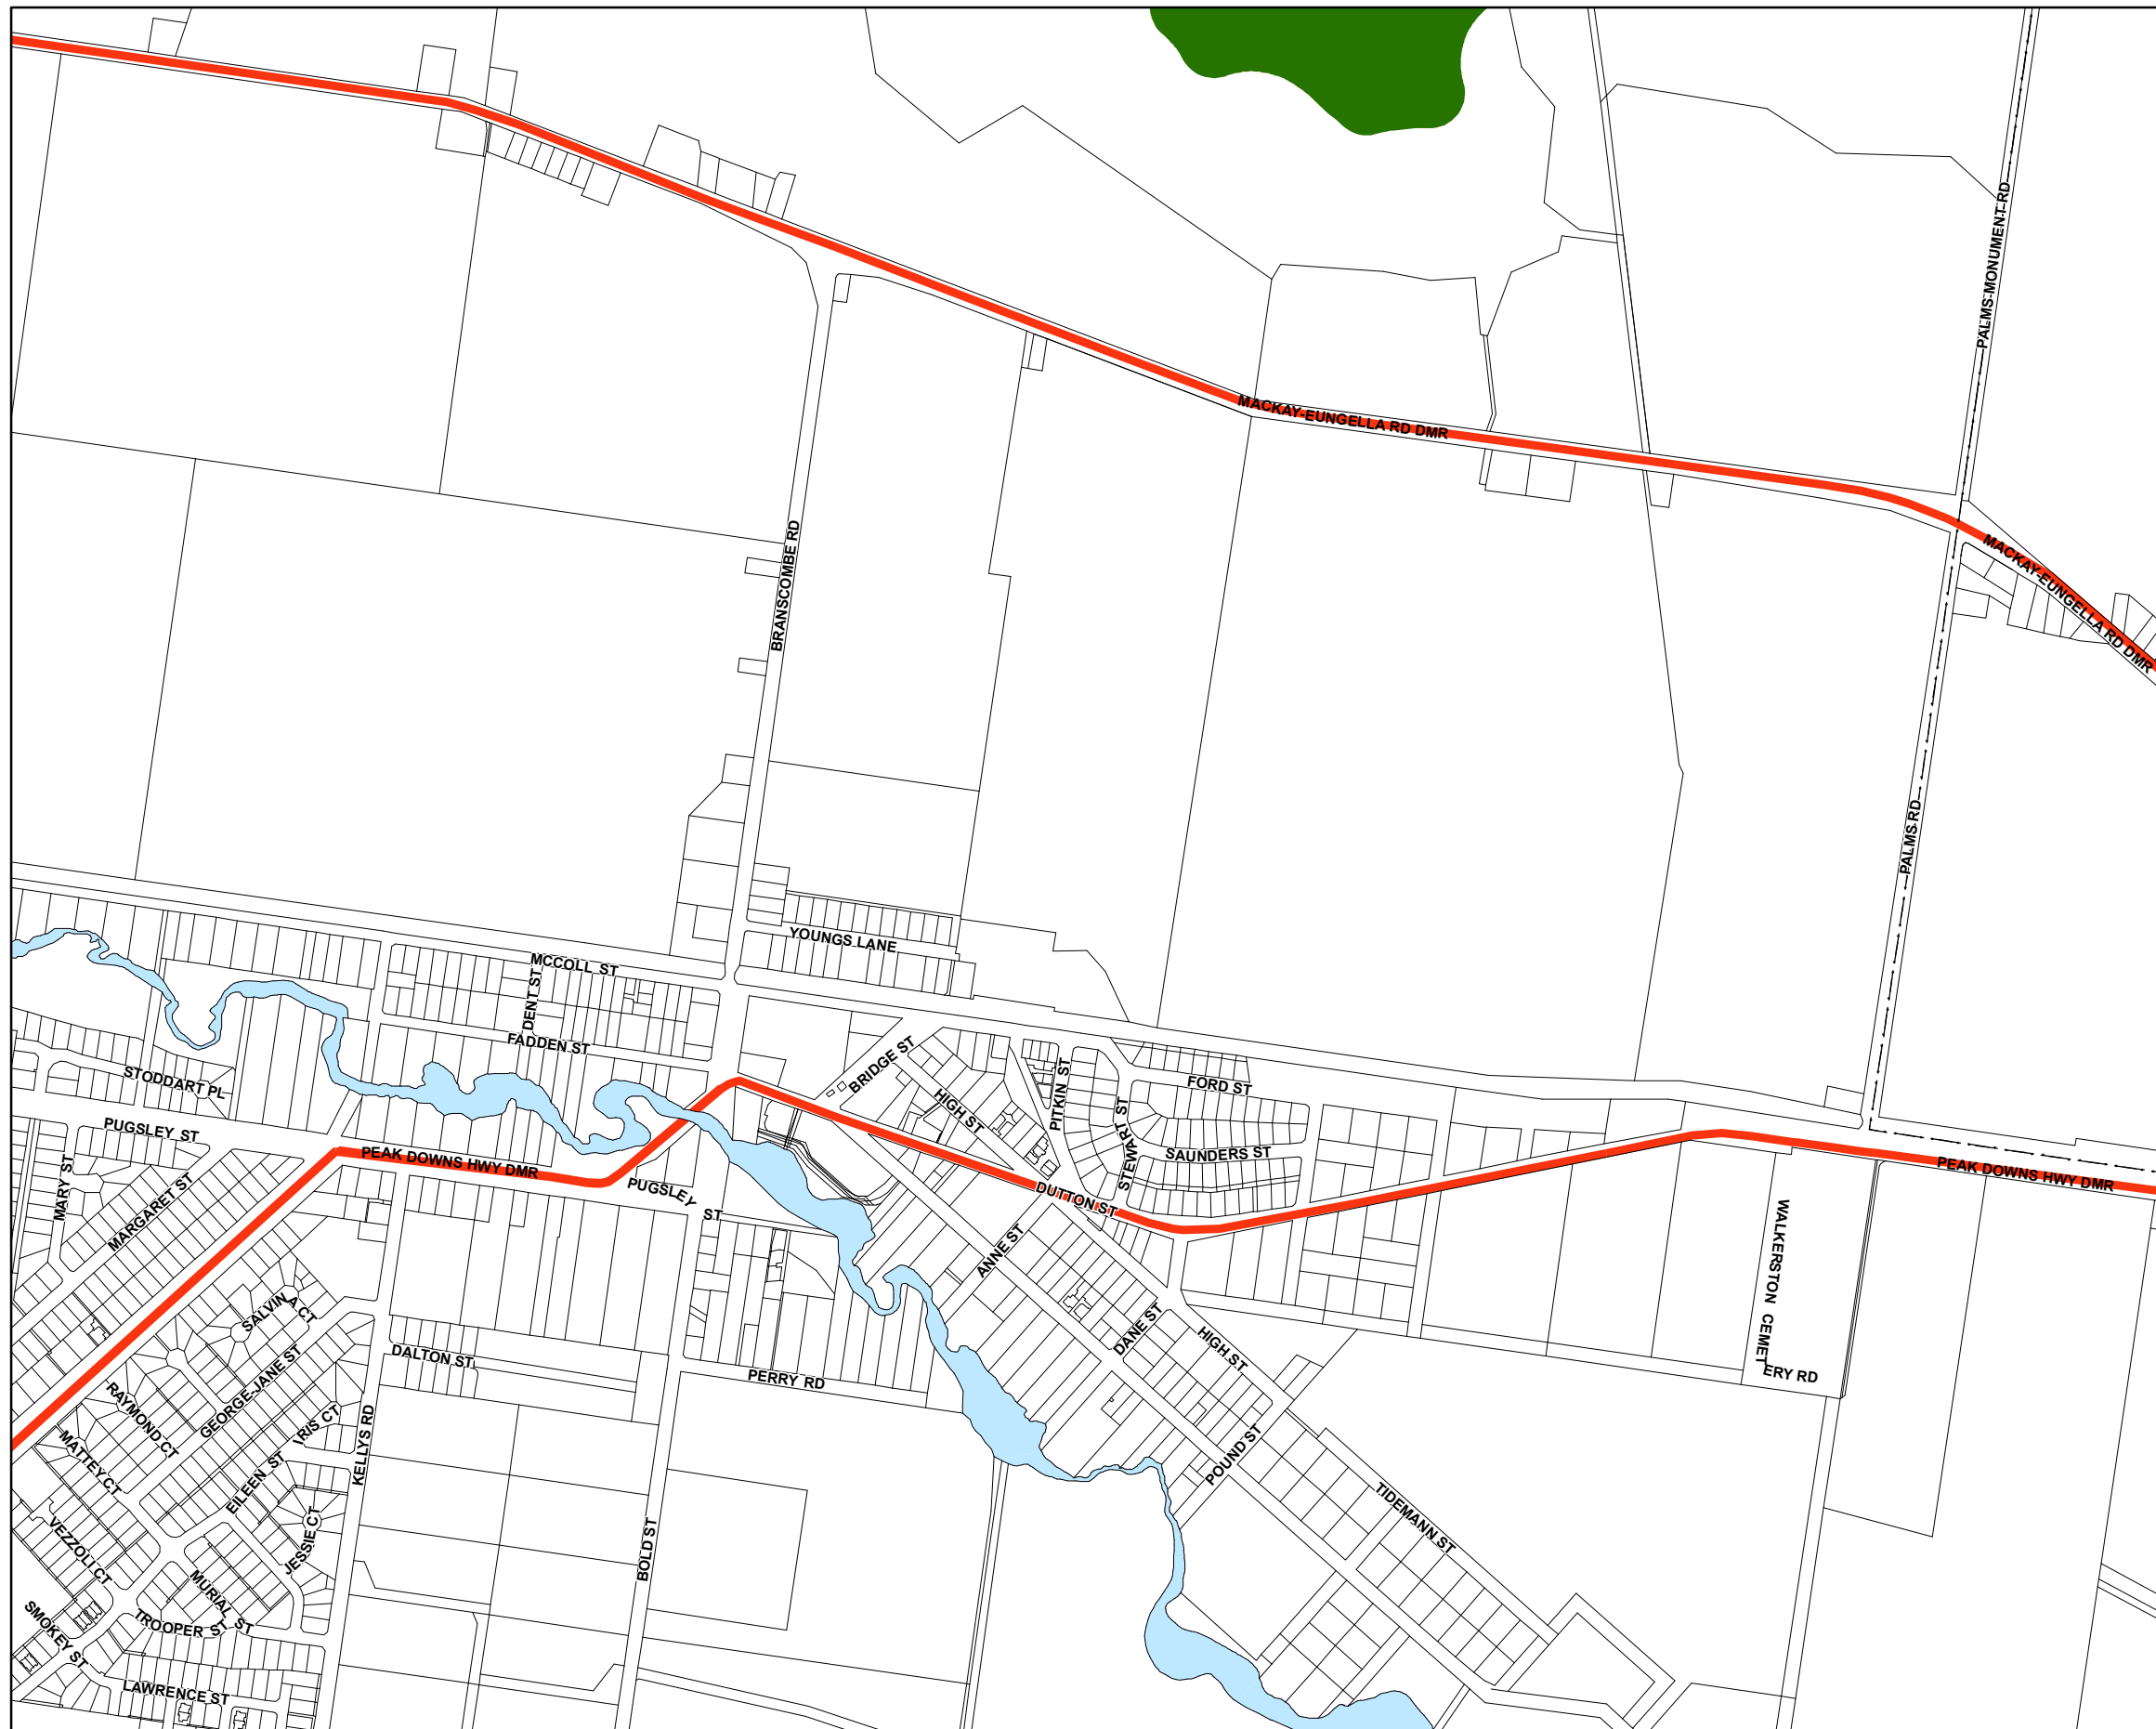 PALMS-MONUMENT-RD
MACKAY-EUNGELLA RD DMR
MACKAY-EUNGELLA RD DMR
BRANSCOMBE RD
PALMS RD
YOUNGS LANE
MCCOLL ST
DENT ST
FADDEN ST
BRIDGE ST
PITKIN ST
FORD ST
STODDART PL
HIGH ST
STEWART ST
PUGSLEY ST
SAUNDERS ST
PEAK DOWNS HWY DMR
PEAK DOWNS HWY DMR
MARY ST
MARGARET ST
PUGSLEY ST
DUTTON ST
ANNE ST
WALKERSTON CEMETERY RD
SALVINA CT
DANE ST
HIGH ST
GEORGE-JANE ST
DALTON ST
PERRY RD
RAYMOND CT
IRIS CT
KELLYS RD
MATTEY CT
EILEEN ST
POUND ST
TIDEMANN ST
VEZZOLI CT
JESSIE CT
BOLD ST
MURIAL ST
SMOKEY ST
TROOPER ST
LAWRENCE ST